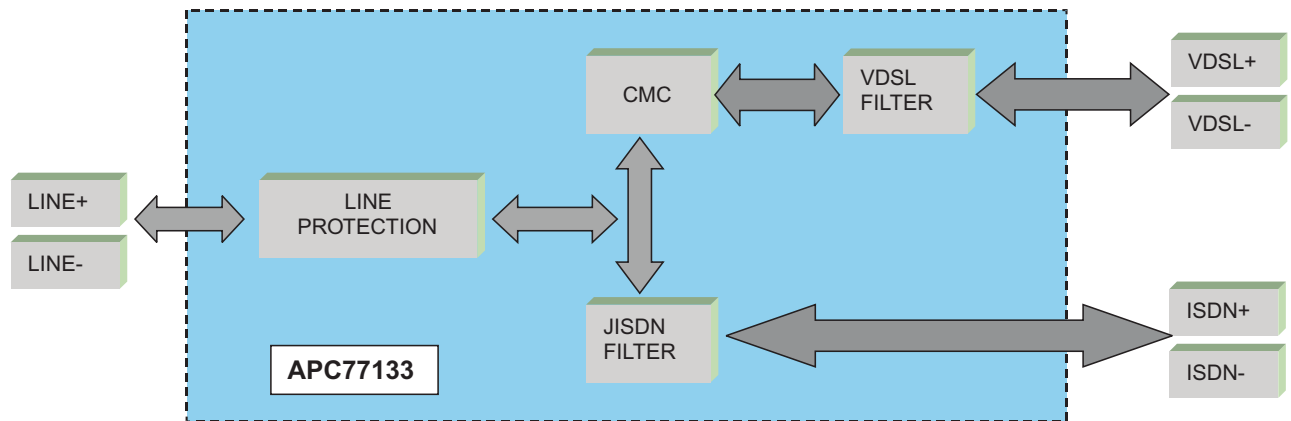 LINE+
LINE-
LINE
PROTECTION
CMC
VDSL
FILTER
VDSL+
VDSL-
JISDN
FILTER
ISDN+
ISDN-
APC77133